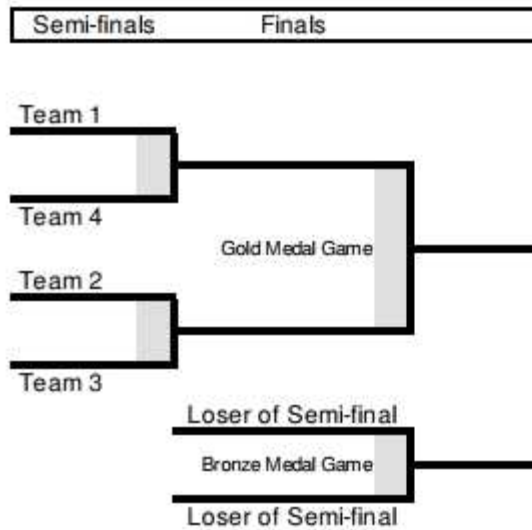 Semi-finals Finals
Team 1
Team 4
Gold Medal Game
Team 2
Team 3
Loser of Semi-final
Bronze Medal Game
Loser of Semi-final